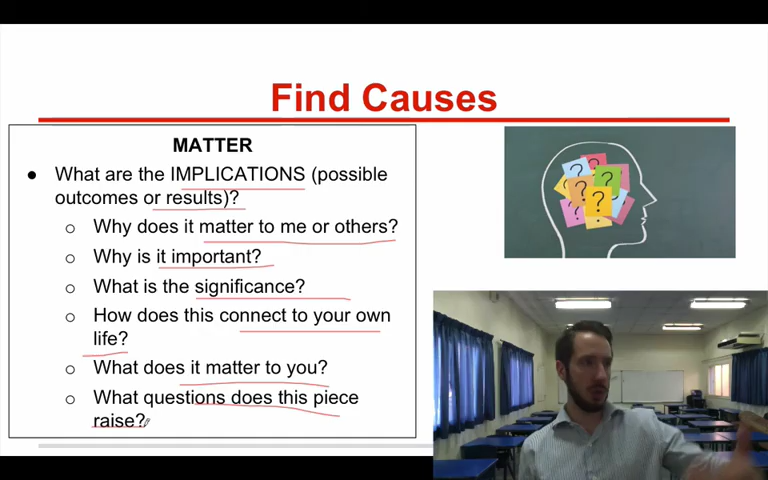 Find Causes
MATTER
● What are the IMPLICATIONS (possible
outcomes or results)?
○ Why does it matter to me or others?
○ Why is it important?
○ What is the significance?
○ How does this connect to your own
life?
○ What does it matter to you?
○ What questions does this piece
raise?
? ? ? ? ? ? ?